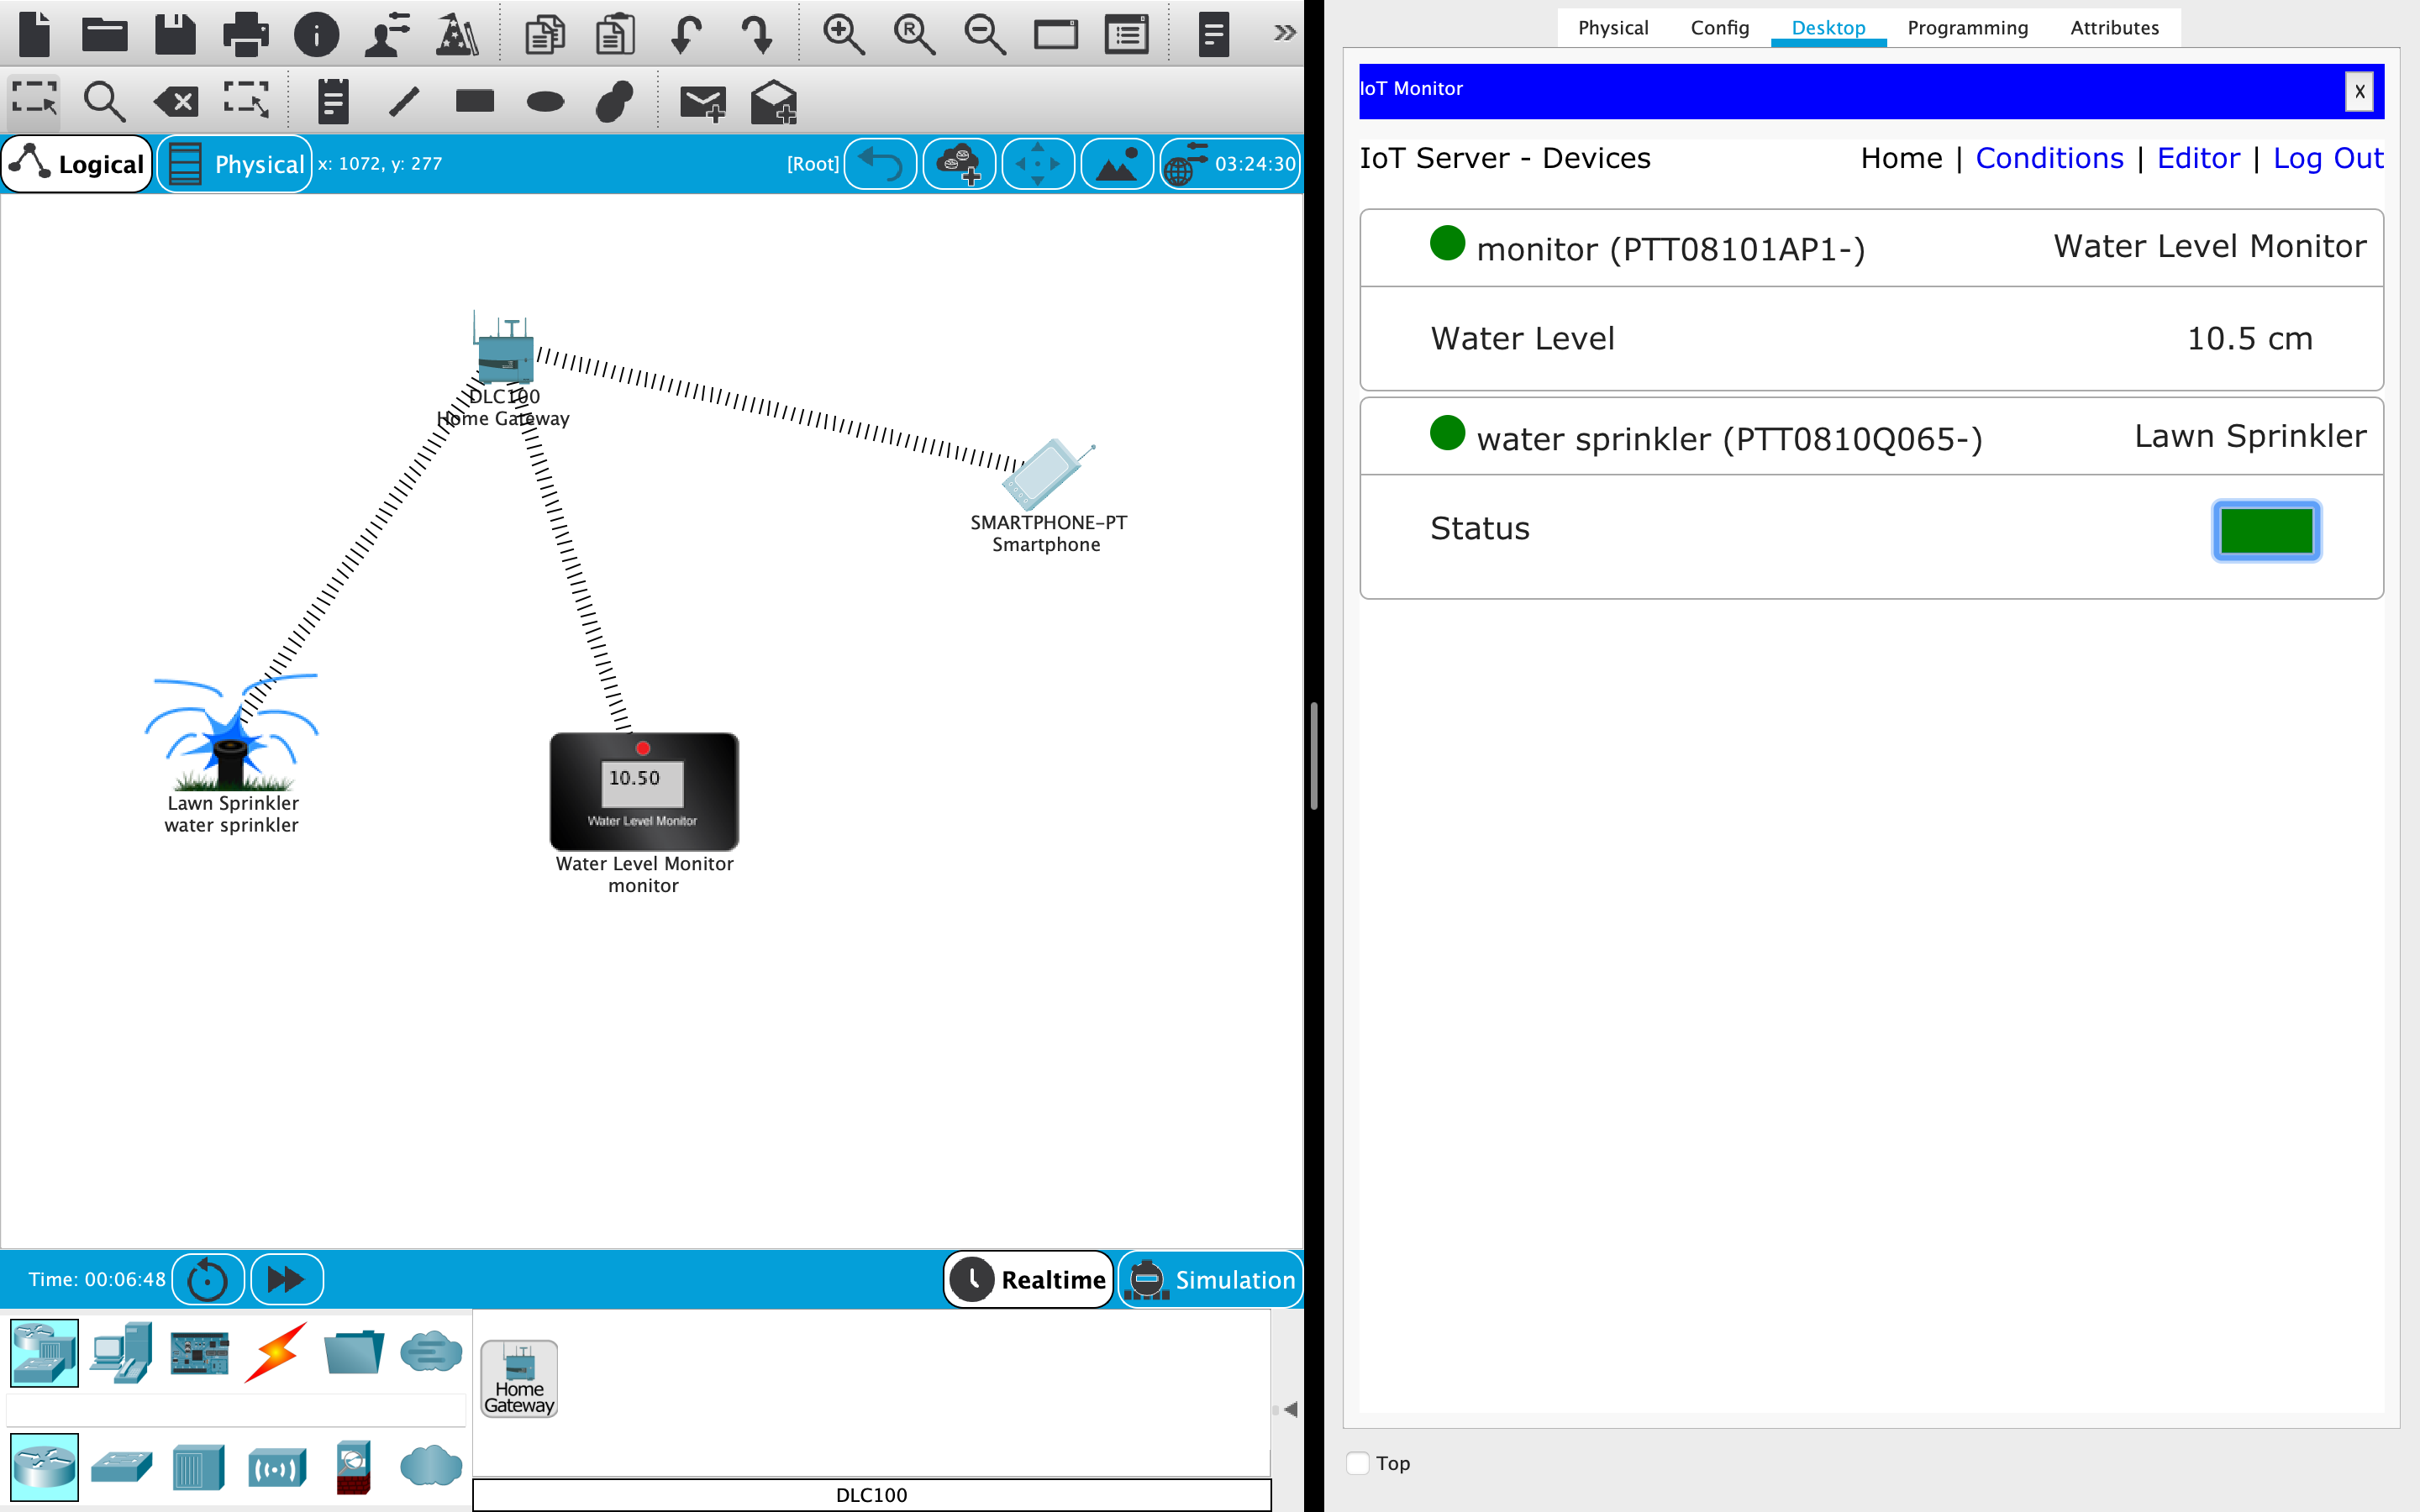 Physical Config Desktop Programming Attributes
IoT Monitor
X
Logical
Physical
x: 1072, y: 277
[Root]
03:24:30
IoT Server - Devices
Home | Conditions | Editor | Log Out
monitor (PTT08101AP1-)
Water Level Monitor
Water Level
10.5 cm
water sprinkler (PTT0810Q065-)
Lawn Sprinkler
Status
DLC100
Home Gateway
SMARTPHONE-PT
Smartphone
Lawn Sprinkler
water sprinkler
10.50
Water Level Monitor
Water Level Monitor
monitor
Time: 00:06:48
Realtime
Simulation
Home
Gateway
DLC100
Top
R